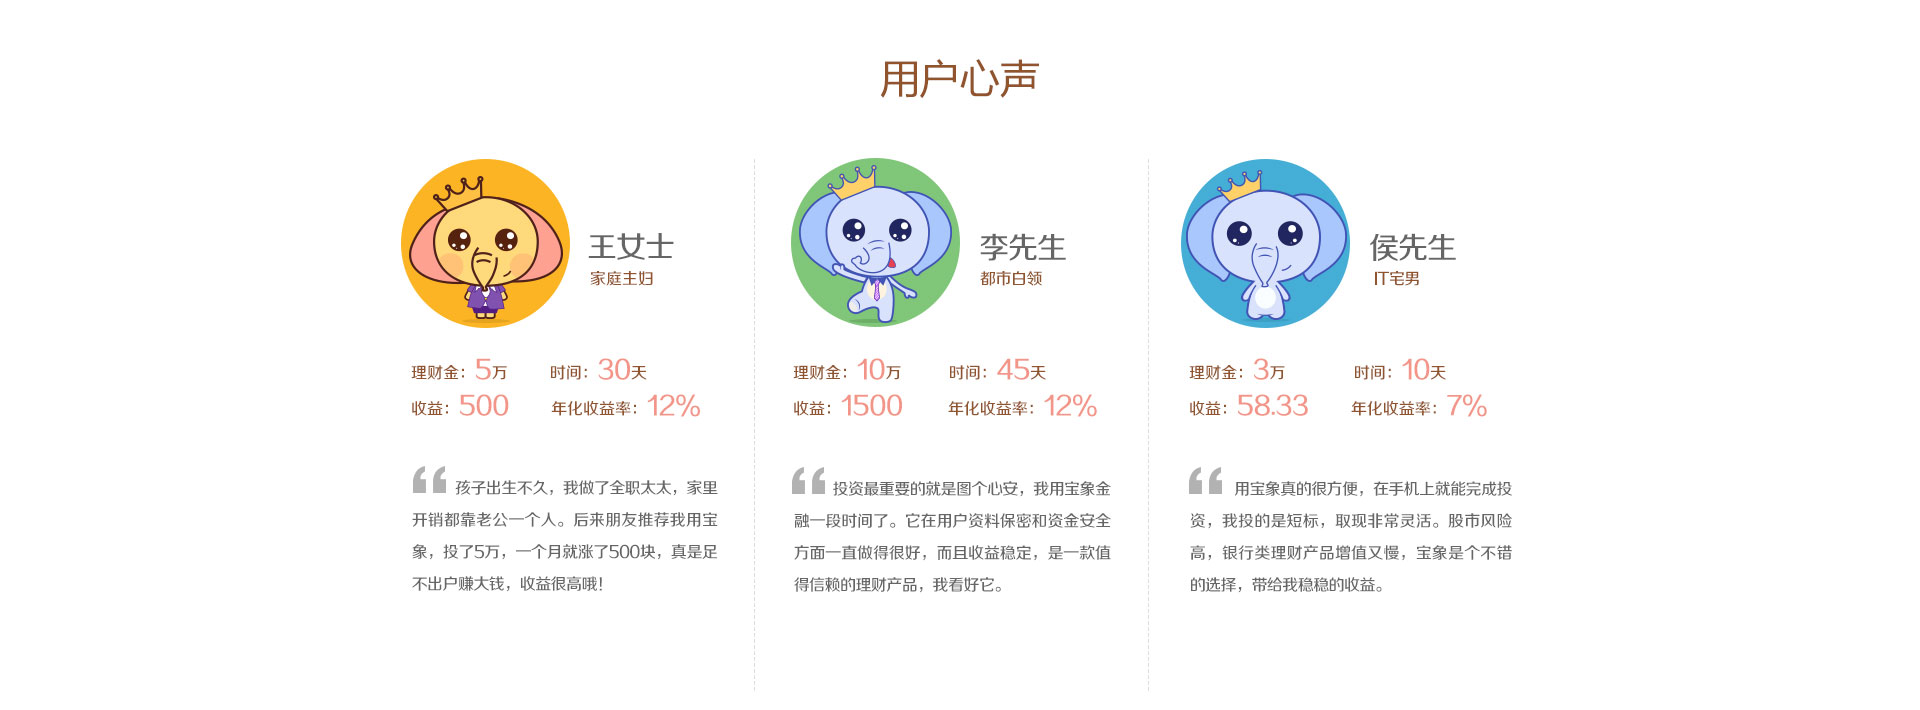 用户心声
王女士
家庭主妇
理财金：5万 时间：30天
收益：500 年化收益率：12%
孩子出生不久，我做了全职太太，家里
开销都靠老公一个人。后来朋友推荐我用宝
象，投了5万，一个月就涨了500块，真是足
不出户赚大钱，收益很高哦！
李先生
都市白领
理财金：10万 时间：45天
收益：1500 年化收益率：12%
投资最重要的就是图个心安，我用宝象金
融一段时间了。它在用户资料保密和资金安全
方面一直做得很好，而且收益稳定，是一款值
得信赖的理财产品，我看好它。
侯先生
IT宅男
理财金：3万 时间：10天
收益：58.33 年化收益率：7%
用宝象真的很方便，在手机上就能完成投
资，我投的是短标，取现非常灵活。股市风险
高，银行类理财产品增值又慢，宝象是个不错
的选择，带给我稳稳的收益。